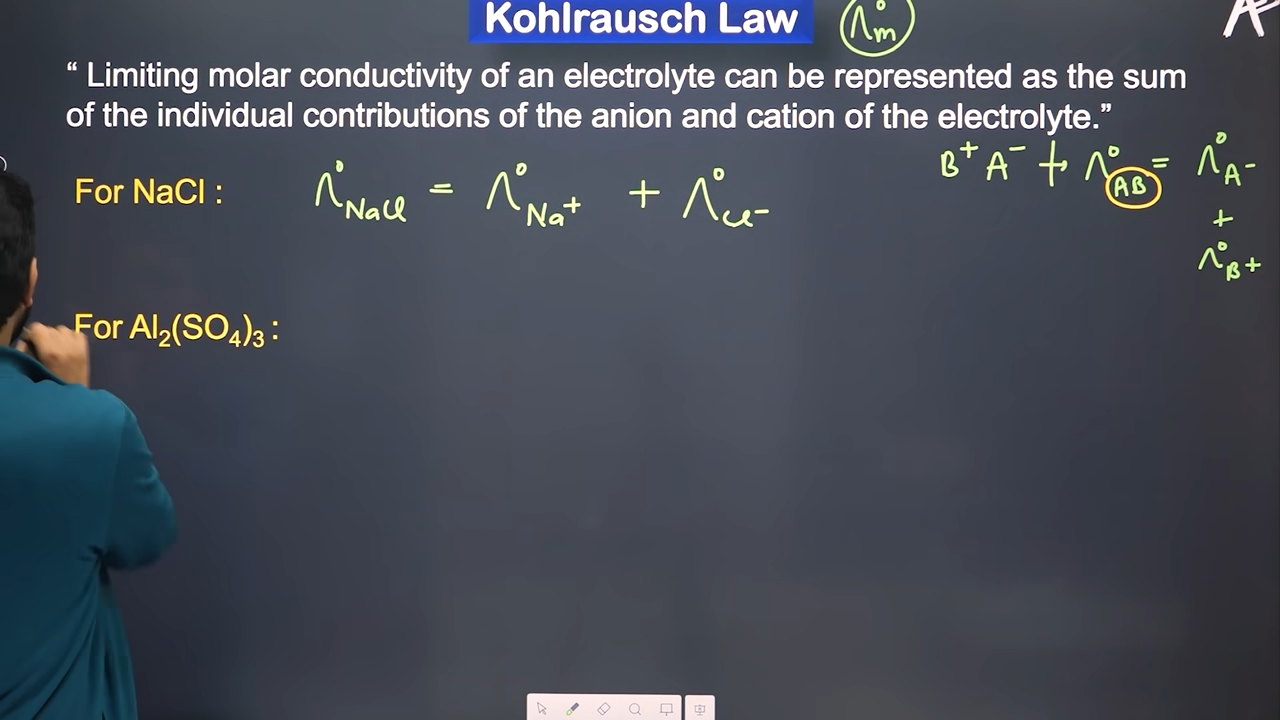 Kohlrausch Law Λ°m
“ Limiting molar conductivity of an electrolyte can be represented as the sum
of the individual contributions of the anion and cation of the electrolyte.”
B⁺ A⁻ → Λ°AB = Λ°A⁻
+
Λ°B+
For NaCl : Λ°NaCl = Λ°Na+ + Λ°Cl−
For Al₂(SO₄)₃ :